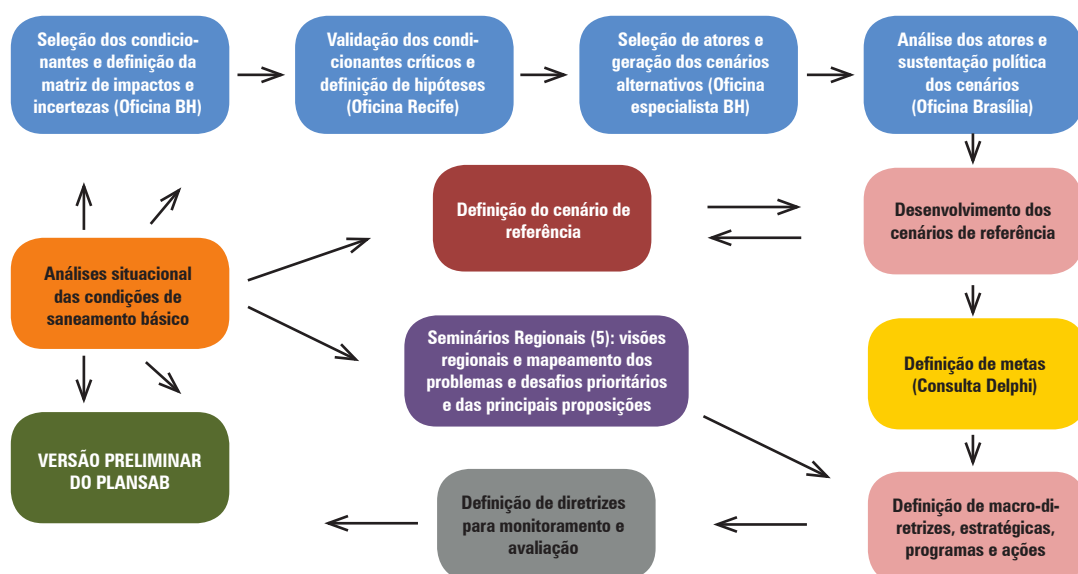 Seleção dos condicio-
nantes e definição da
matriz de impactos e
incertezas (Oficina BH)
Validação dos condi-
cionantes críticos e
definição de hipóteses
(Oficina Recife)
Seleção de atores e
geração dos cenários
alternativos (Oficina
especialista BH)
Análise dos atores e
sustentação política
dos cenários
(Oficina Brasília)
Definição do cenário de
referência
Desenvolvimento dos
cenários de referência
Análises situacional
das condições de
saneamento básico
Seminários Regionais (5): visões
regionais e mapeamento dos
problemas e desafios prioritários
e das principais proposições
Definição de metas
(Consulta Delphi)
VERSÃO PRELIMINAR
DO PLANSAB
Definição de diretrizes
para monitoramento e
avaliação
Definição de macro-di-
retrizes, estratégicas,
programas e ações